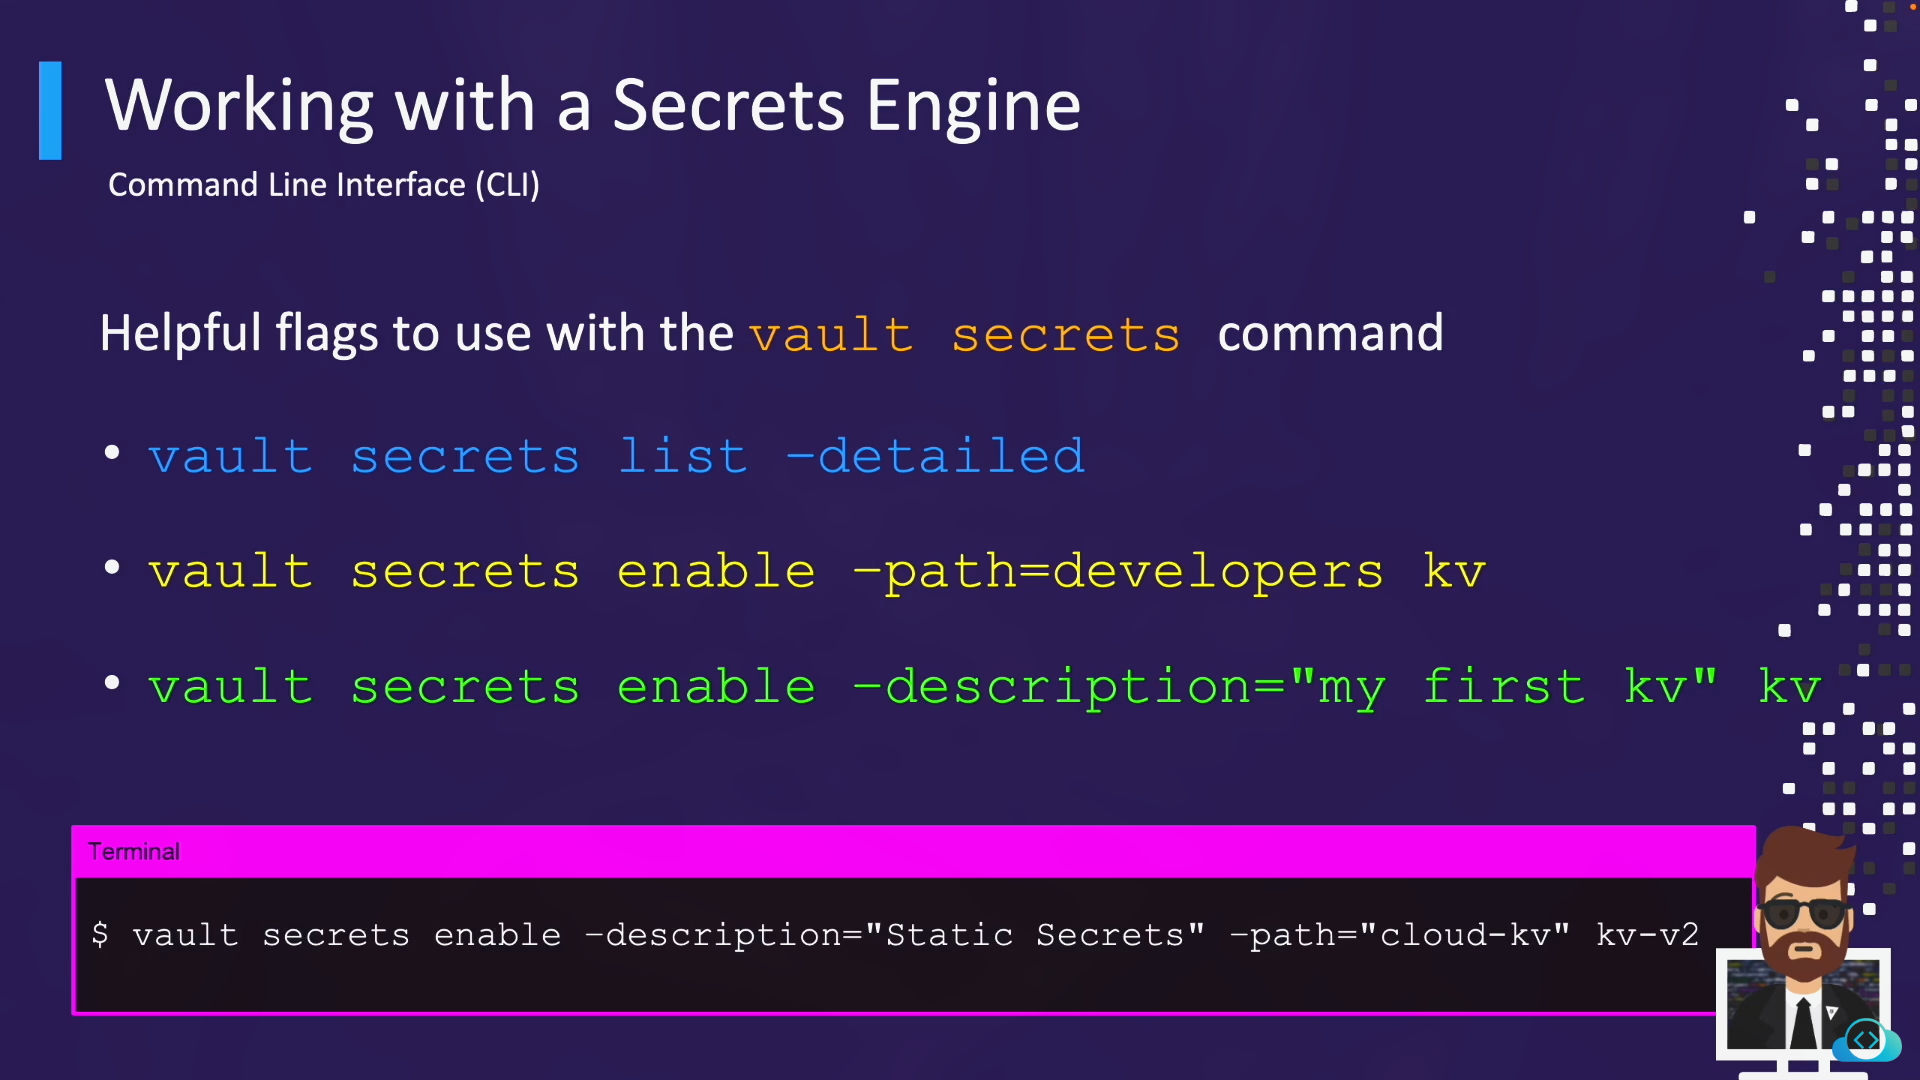 Working with a Secrets Engine
Command Line Interface (CLI)
Helpful flags to use with the vault secrets command
• vault secrets list –detailed
• vault secrets enable –path=developers kv
• vault secrets enable –description="my first kv" kv
Terminal
$ vault secrets enable –description="Static Secrets" –path="cloud-kv" kv-v2